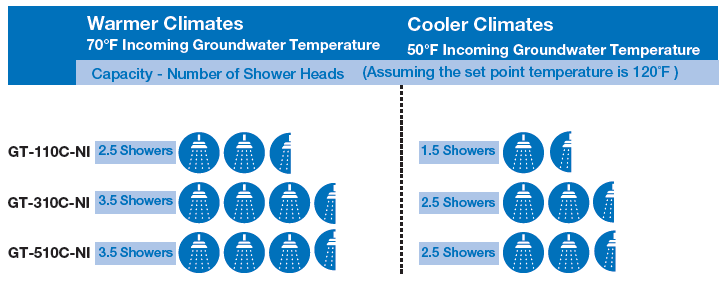 Warmer Climates
70°F Incoming Groundwater Temperature
Cooler Climates
50°F Incoming Groundwater Temperature
Capacity - Number of Shower Heads (Assuming the set point temperature is 120°F )
GT-110C-NI 2.5 Showers 1.5 Showers
GT-310C-NI 3.5 Showers 2.5 Showers
GT-510C-NI 3.5 Showers 2.5 Showers